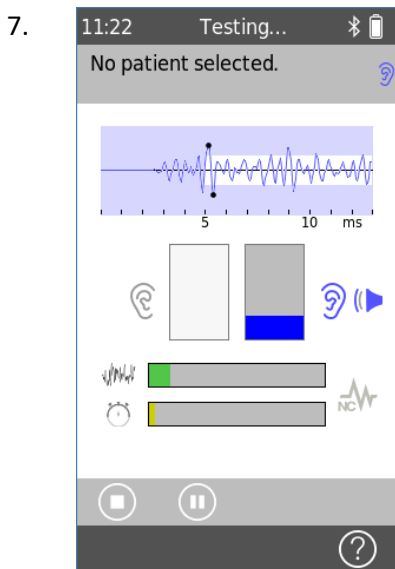 7.
11:22 Testing...
No patient selected.
5 10 ms
NC
?